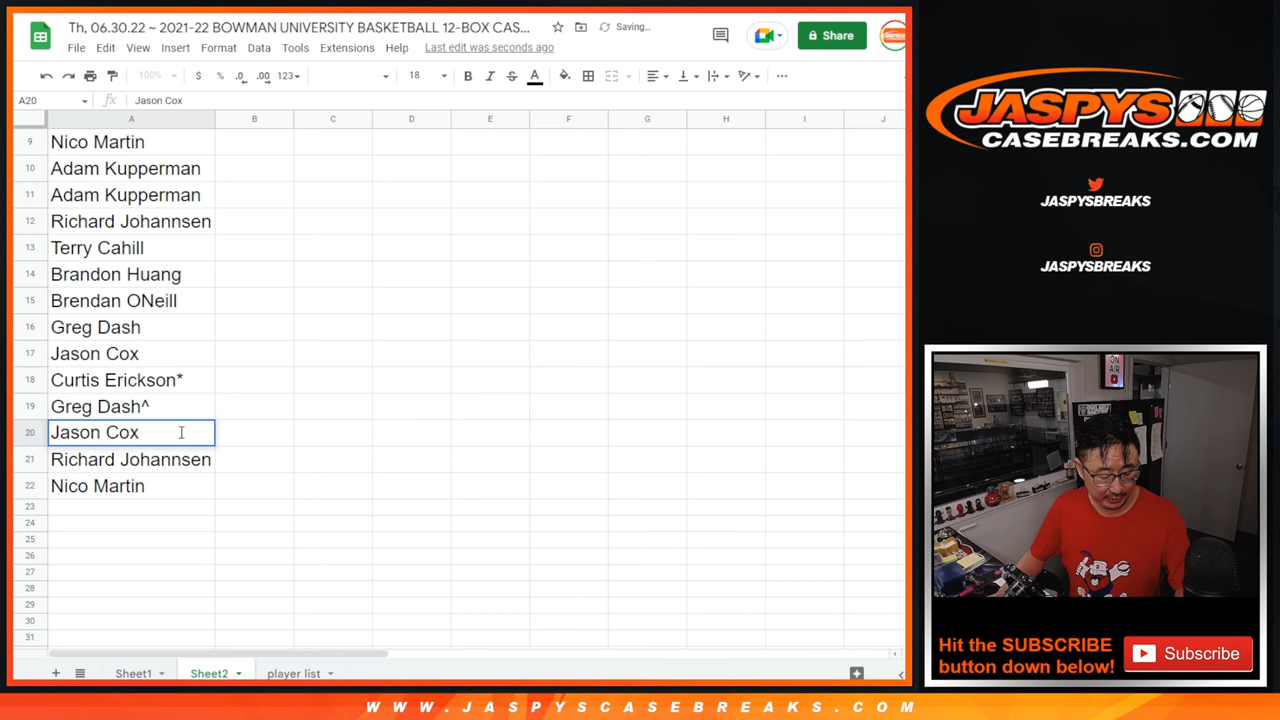 Th, 06.30.22 ~ 2021-22 BOWMAN UNIVERSITY BASKETBALL 12-BOX CAS...
Saving...
File Edit View Insert Format Data Tools Extensions Help Last edit was seconds ago
Share
100% $ % .0 .00 123 18 B I S A
A20 fx Jason Cox
A B C D E F G H I J
9 Nico Martin
10 Adam Kupperman
11 Adam Kupperman
12 Richard Johannsen
13 Terry Cahill
14 Brandon Huang
15 Brendan ONeill
16 Greg Dash
17 Jason Cox
18 Curtis Erickson*
19 Greg Dash^
20 Jason Cox
21 Richard Johannsen
22 Nico Martin
23
24
25
26
27
28
29
30
31
+ Sheet1 Sheet2 player list
JASPYS
CASEBREAKS.COM
JASPYSBREAKS
JASPYSBREAKS
ON
AIR
Hit the SUBSCRIBE
button down below!
Subscribe
WWW.JASPYSCASEBREAKS.COM